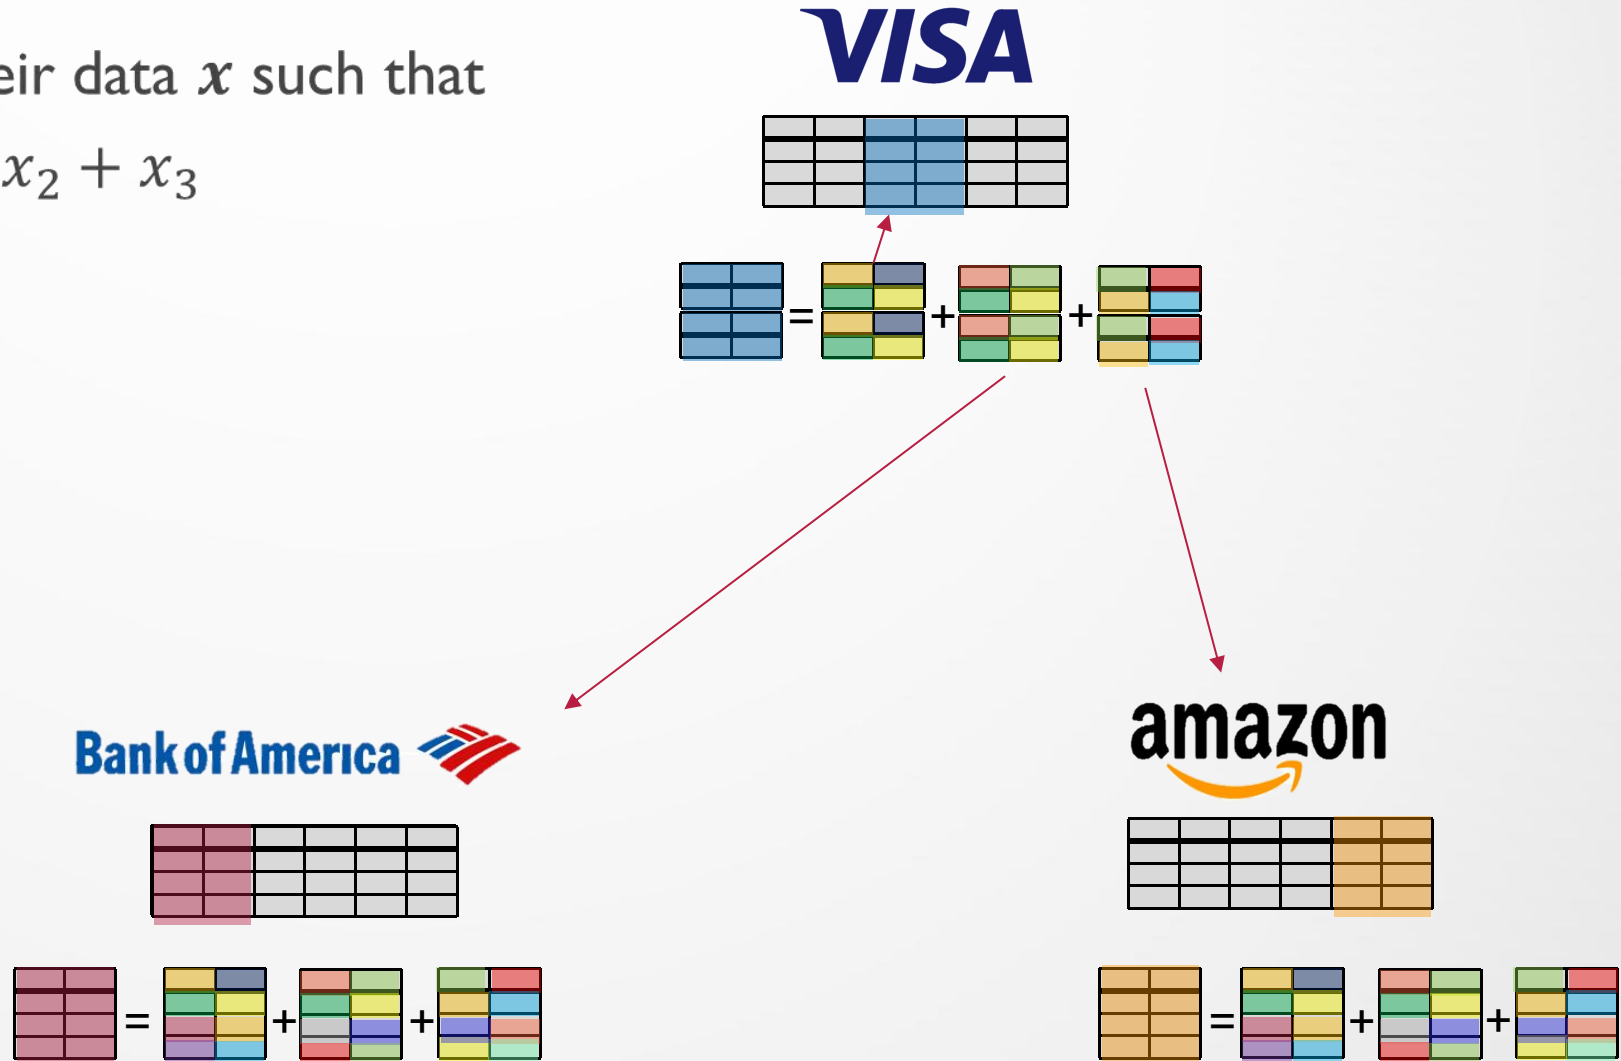 eir data x such that
x₂ + x₃
VISA
= + +
Bank of America
amazon
= + +
= + +